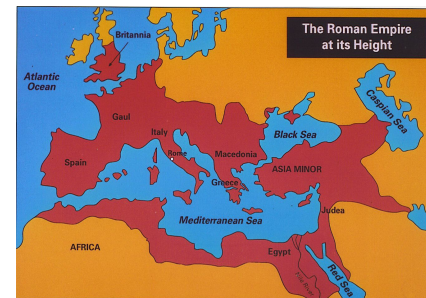 The Roman Empire
at its Height
Britannia
Atlantic
Ocean
Caspian Sea
Gaul
Italy
Black Sea
Rome
Macedonia
Spain
ASIA MINOR
Greece
Judea
Mediterranean Sea
AFRICA
Egypt
Red Sea